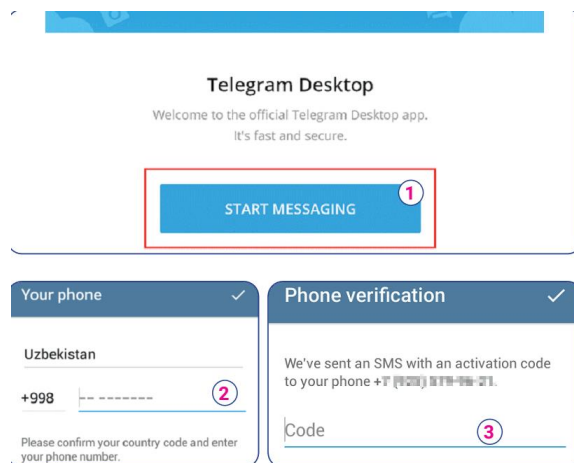 Telegram Desktop
Welcome to the official Telegram Desktop app.
It's fast and secure.
START MESSAGING
1
Your phone
Uzbekistan
+998 -- -------
2
Please confirm your country code and enter
your phone number.
Phone verification
We've sent an SMS with an activation code
to your phone
Code
3